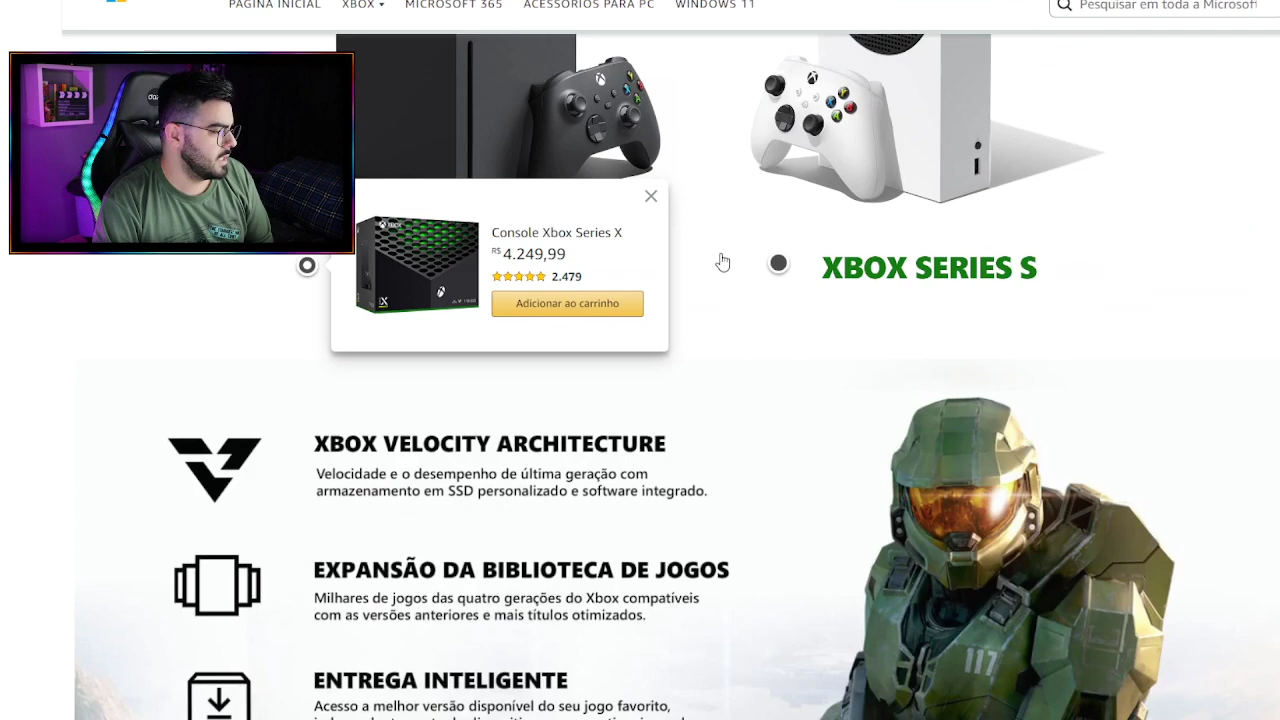 PÁGINA INICIAL XBOX MICROSOFT 365 ACESSÓRIOS PARA PC WINDOWS 11
Pesquisar em toda a Microsoft
Console Xbox Series X
R$ 4.249,99
2.479
Adicionar ao carrinho
XBOX
XBOX SERIES S
XBOX VELOCITY ARCHITECTURE
Velocidade e o desempenho de última geração com
armazenamento em SSD personalizado e software integrado.
EXPANSÃO DA BIBLIOTECA DE JOGOS
Milhares de jogos das quatro gerações do Xbox compatíveis
com as versões anteriores e mais títulos otimizados.
117
ENTREGA INTELIGENTE
Acesso a melhor versão disponível do seu jogo favorito,